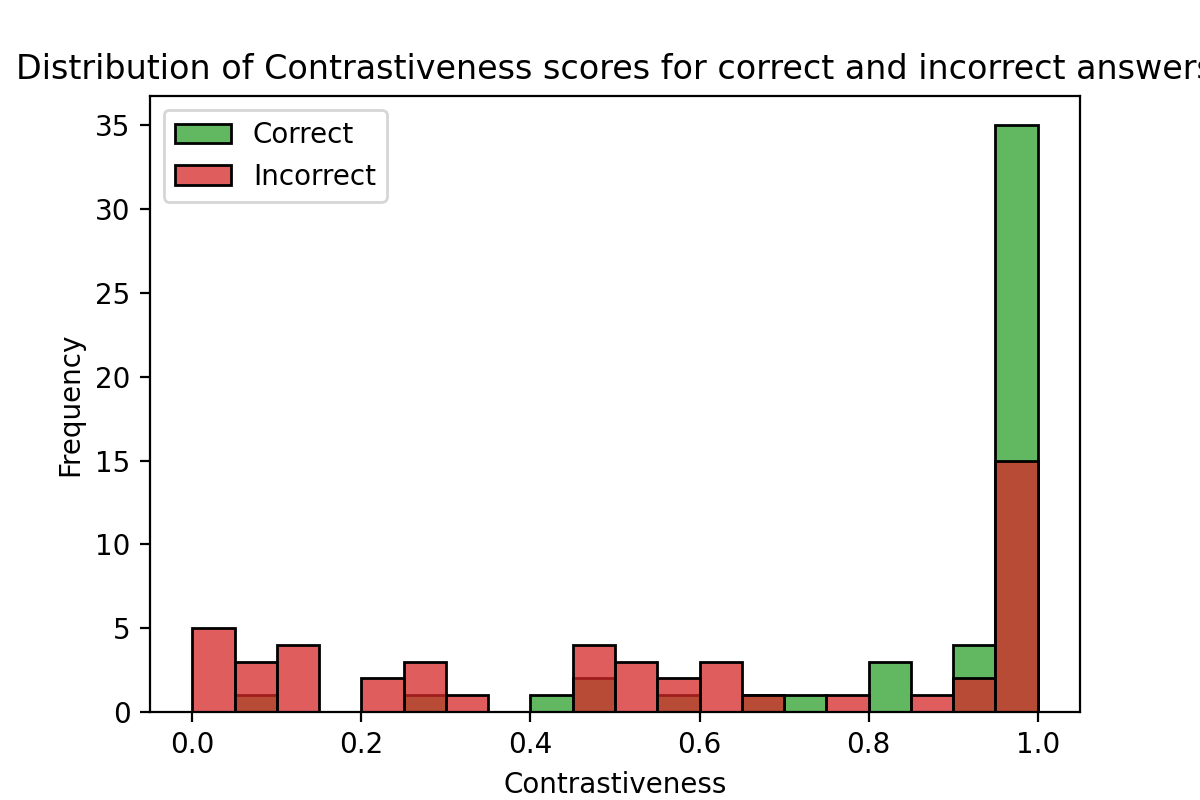 Distribution of Contrastiveness scores for correct and incorrect answers
Correct
Incorrect
35
30
25
20
15
10
5
0
Frequency
0.0 0.2 0.4 0.6 0.8 1.0
Contrastiveness